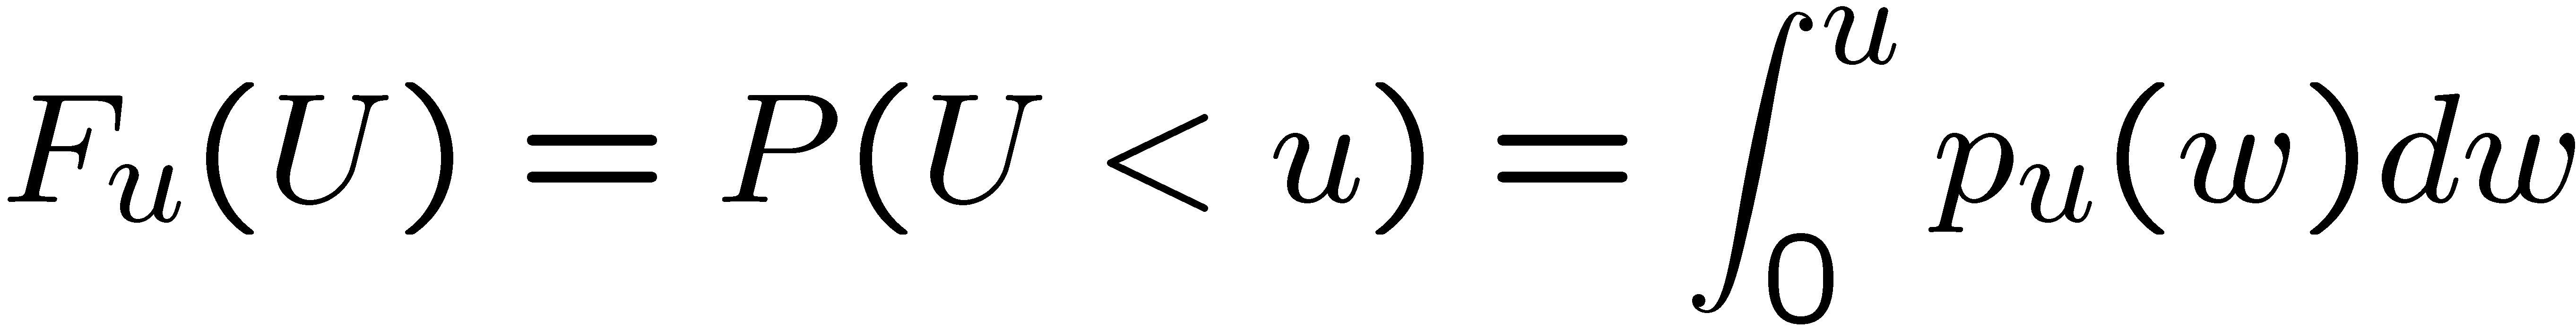 $F_u(U) = P(U < u) = \int_0^u p_u(w)dw$